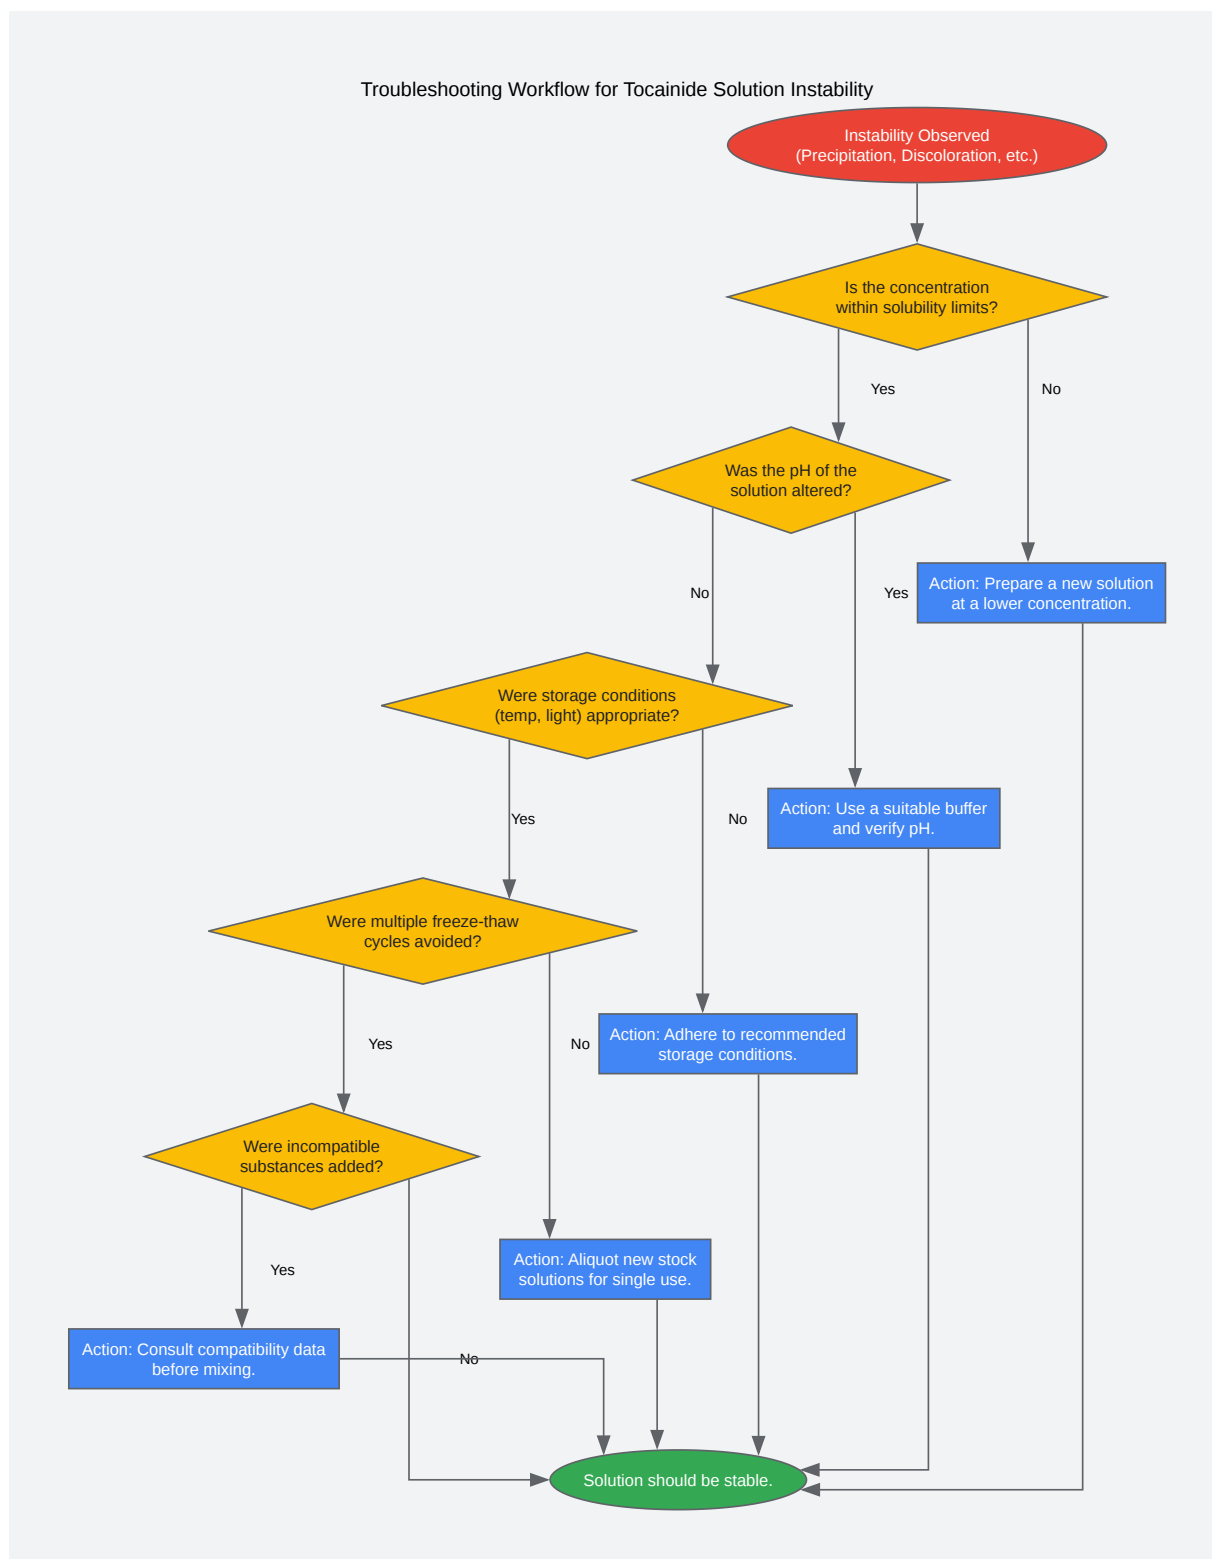 Troubleshooting Workflow for Tocainide Solution Instability
Instability Observed
(Precipitation, Discoloration, etc.)
Is the concentration
within solubility limits?
Yes
No
Was the pH of the
solution altered?
No
Yes
Action: Prepare a new solution
at a lower concentration.
Were storage conditions
(temp, light) appropriate?
Yes
No
Action: Use a suitable buffer
and verify pH.
Were multiple freeze-thaw
cycles avoided?
Yes
No
Action: Adhere to recommended
storage conditions.
Were incompatible
substances added?
Yes
Action: Aliquot new stock
solutions for single use.
Action: Consult compatibility data
before mixing.
No
Solution should be stable.